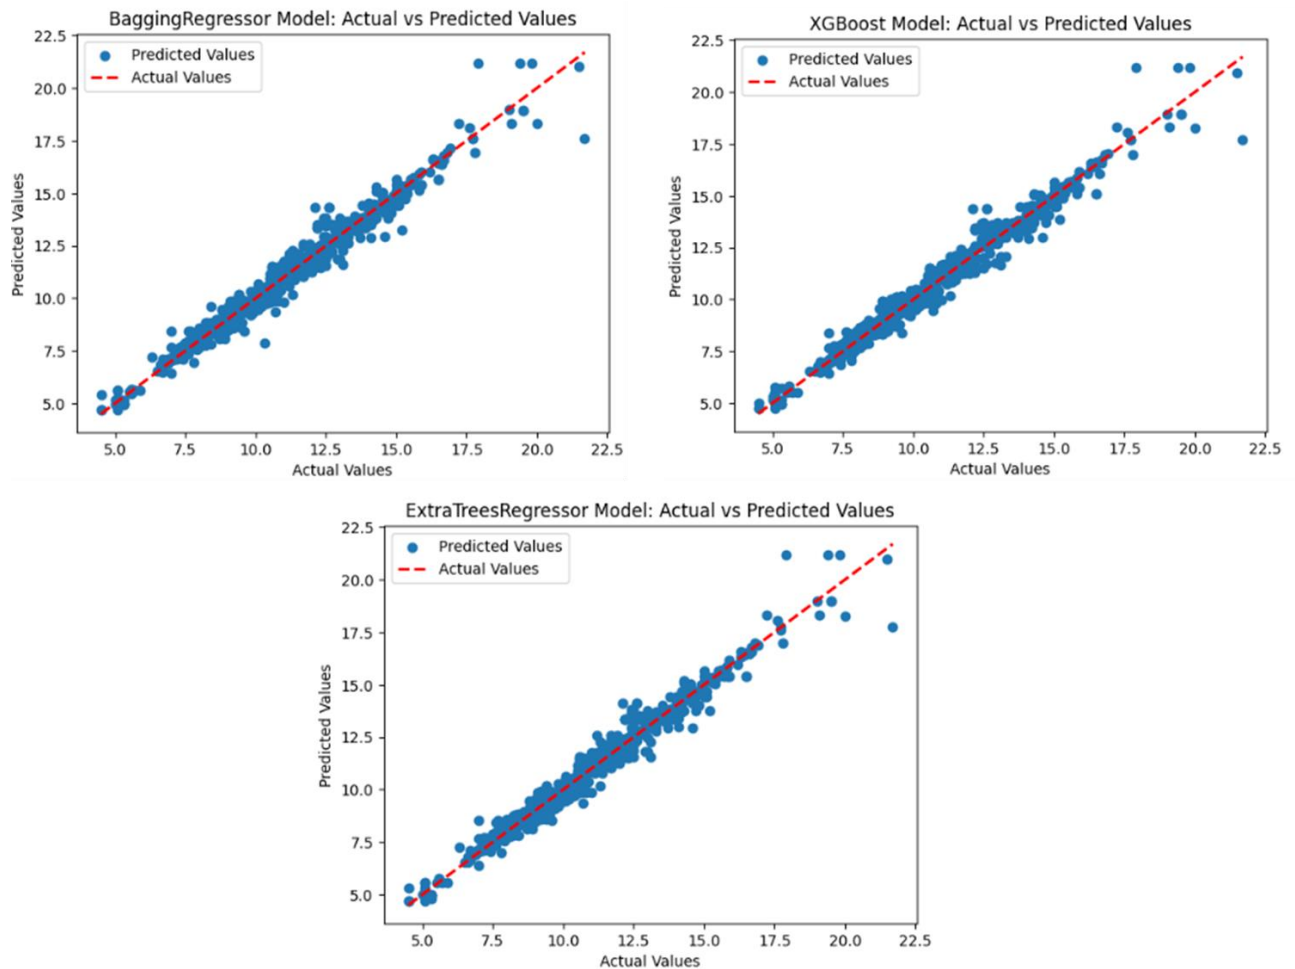 BaggingRegressor Model: Actual vs Predicted Values
Predicted Values
Actual Values
22.5
20.0
17.5
15.0
12.5
10.0
7.5
5.0
Predicted Values
5.0 7.5 10.0 12.5 15.0 17.5 20.0 22.5
Actual Values
XGBoost Model: Actual vs Predicted Values
Predicted Values
Actual Values
22.5
20.0
17.5
15.0
12.5
10.0
7.5
5.0
Predicted Values
5.0 7.5 10.0 12.5 15.0 17.5 20.0 22.5
Actual Values
ExtraTreesRegressor Model: Actual vs Predicted Values
Predicted Values
Actual Values
22.5
20.0
17.5
15.0
12.5
10.0
7.5
5.0
Predicted Values
5.0 7.5 10.0 12.5 15.0 17.5 20.0 22.5
Actual Values